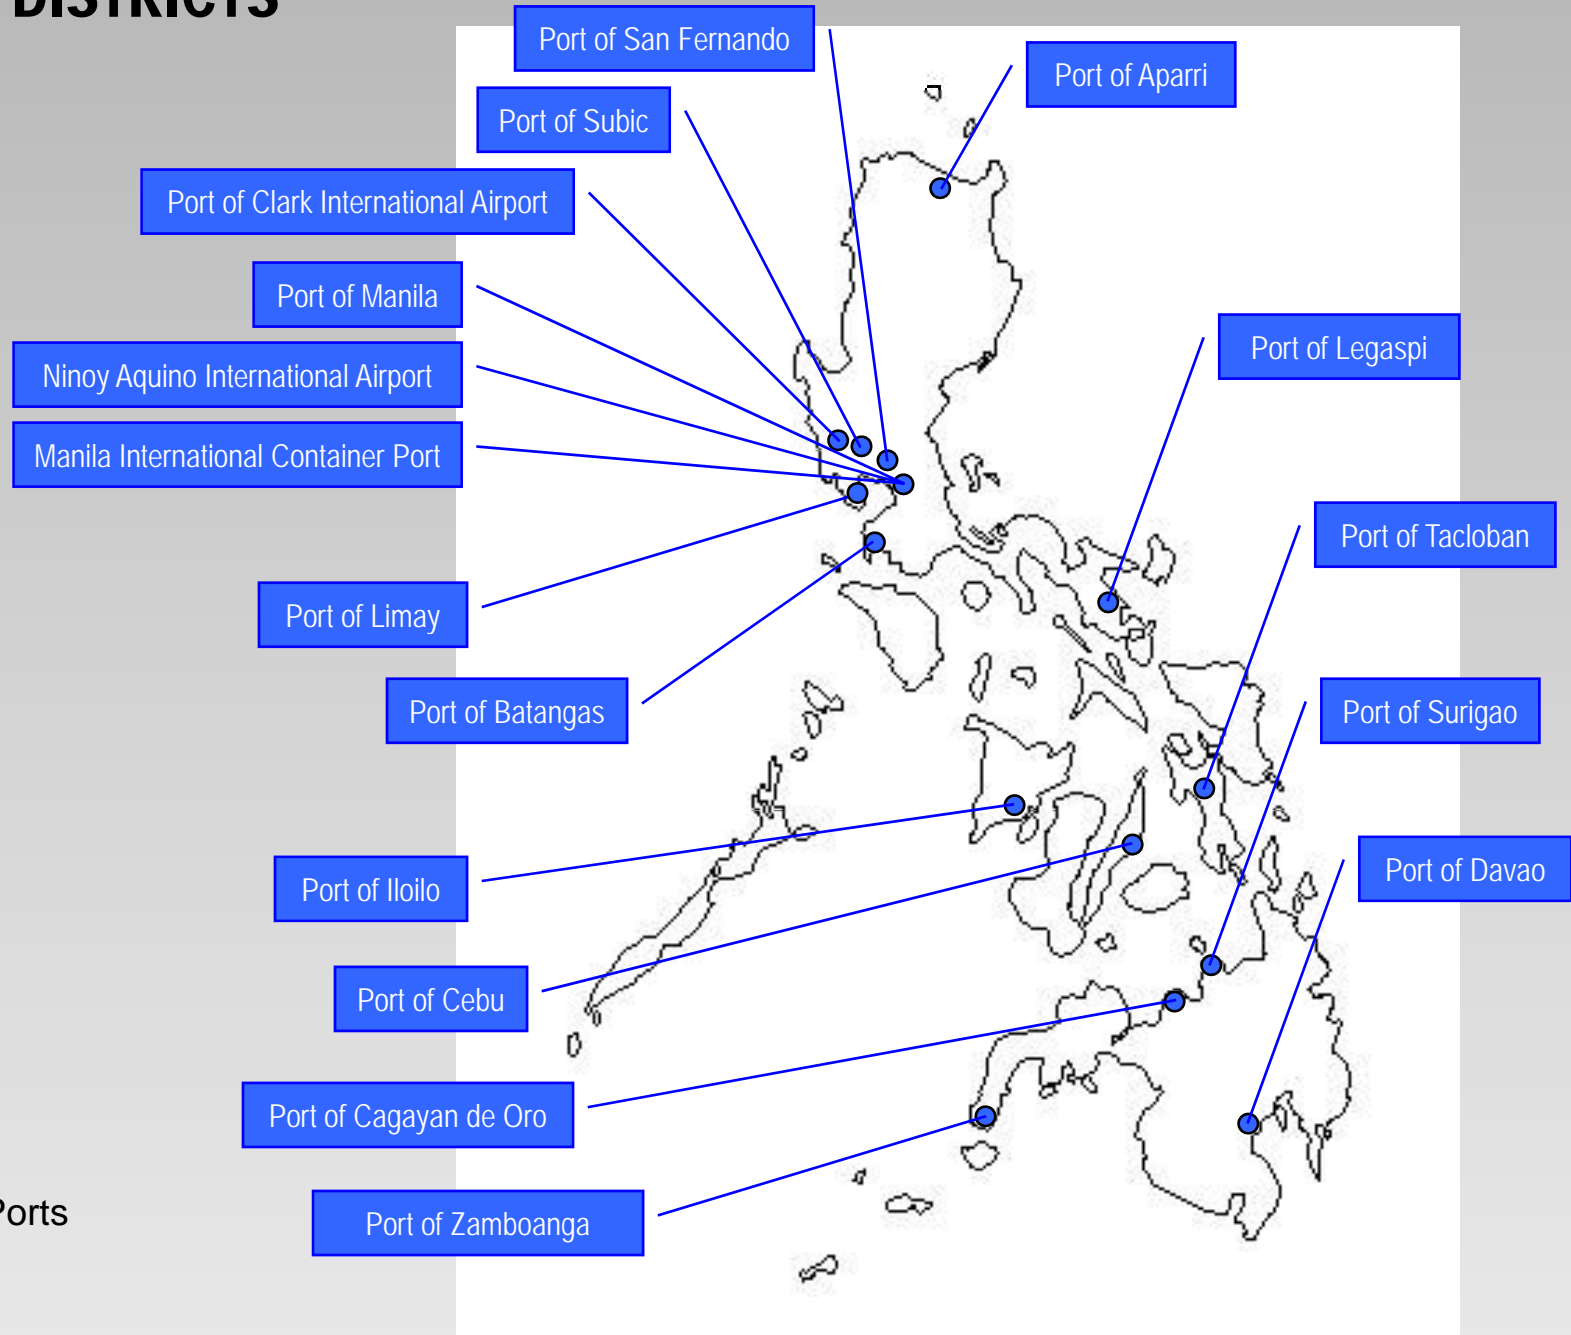 DISTRICTS
Port of San Fernando
Port of Aparri
Port of Subic
Port of Clark International Airport
Port of Manila
Port of Legaspi
Ninoy Aquino International Airport
Manila International Container Port
Port of Tacloban
Port of Limay
Port of Batangas
Port of Surigao
Port of Iloilo
Port of Davao
Port of Cebu
Port of Cagayan de Oro
Port of Zamboanga
Ports